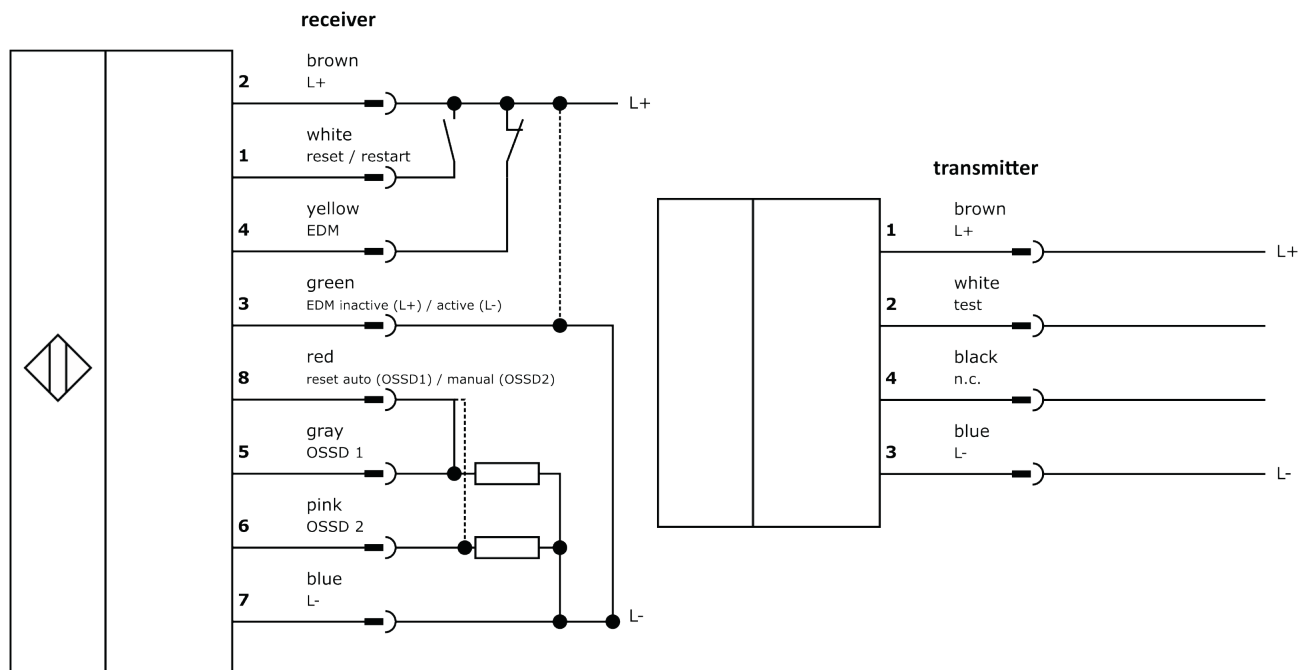 receiver
brown
2 L+
L+
white
1 reset / restart
yellow
4 EDM
green
3 EDM inactive (L+) / active (L-)
red
8 reset auto (OSSD1) / manual (OSSD2)
gray
5 OSSD 1
pink
6 OSSD 2
blue
7 L-
L-
transmitter
brown
1 L+
L+
white
2 test
black
4 n.c.
blue
3 L-
L-